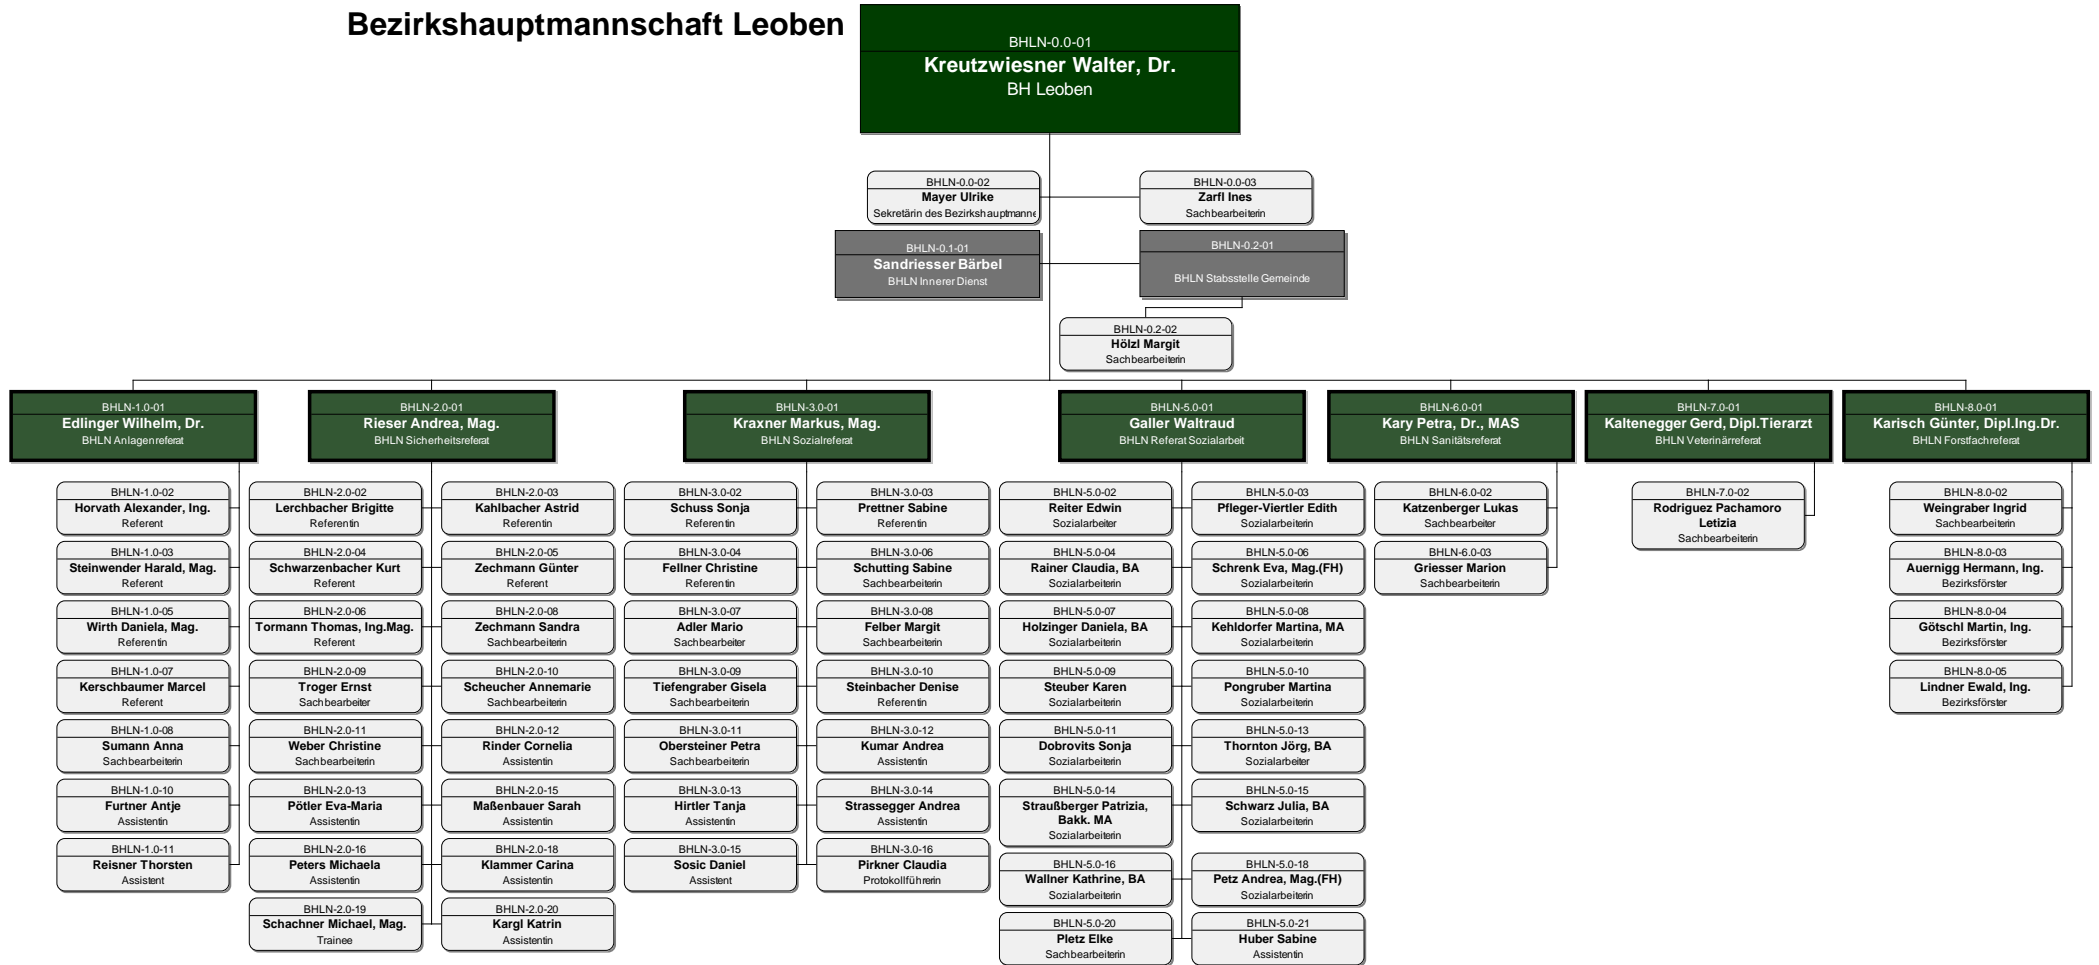 Bezirkshauptmannschaft Leoben
BHLN-0.0-01
Kreutzwiesner Walter, Dr.
BH Leoben
BHLN-0.0-02
Mayer Ulrike
Sekretärin des Bezirkshauptmanne
BHLN-0.0-03
Zarfl Ines
Sachbearbeiterin
BHLN-0.1-01
Sandriesser Bärbel
BHLN Innerer Dienst
BHLN-0.2-01
BHLN Stabsstelle Gemeinde
BHLN-0.2-02
Hölzl Margit
Sachbearbeiterin
BHLN-1.0-01
Edlinger Wilhelm, Dr.
BHLN Anlagenreferat
BHLN-1.0-02
Horvath Alexander, Ing.
Referent
BHLN-1.0-03
Steinwender Harald, Mag.
Referent
BHLN-1.0-05
Wirth Daniela, Mag.
Referentin
BHLN-1.0-07
Kerschbaumer Marcel
Referent
BHLN-1.0-08
Sumann Anna
Sachbearbeiterin
BHLN-1.0-10
Furtner Antje
Assistentin
BHLN-1.0-11
Reisner Thorsten
Assistent
BHLN-2.0-01
Rieser Andrea, Mag.
BHLN Sicherheitsreferat
BHLN-2.0-02
Lerchbacher Brigitte
Referentin
BHLN-2.0-03
Kahlbacher Astrid
Referentin
BHLN-2.0-04
Schwarzenbacher Kurt
Referent
BHLN-2.0-05
Zechmann Günter
Referent
BHLN-2.0-06
Tormann Thomas, Ing.Mag.
Referent
BHLN-2.0-08
Zechmann Sandra
Sachbearbeiterin
BHLN-2.0-09
Troger Ernst
Sachbearbeiter
BHLN-2.0-10
Scheucher Annemarie
Sachbearbeiterin
BHLN-2.0-11
Weber Christine
Sachbearbeiterin
BHLN-2.0-12
Rinder Cornelia
Assistentin
BHLN-2.0-13
Pötler Eva-Maria
Assistentin
BHLN-2.0-15
Maßenbauer Sarah
Assistentin
BHLN-2.0-16
Peters Michaela
Assistentin
BHLN-2.0-18
Klammer Carina
Assistentin
BHLN-2.0-19
Schachner Michael, Mag.
Trainee
BHLN-2.0-20
Kargl Katrin
Assistentin
BHLN-3.0-01
Kraxner Markus, Mag.
BHLN Sozialreferat
BHLN-3.0-02
Schuss Sonja
Referentin
BHLN-3.0-03
Prettner Sabine
Referentin
BHLN-3.0-04
Fellner Christine
Referentin
BHLN-3.0-06
Schutting Sabine
Sachbearbeiterin
BHLN-3.0-07
Adler Mario
Sachbearbeiter
BHLN-3.0-08
Felber Margit
Sachbearbeiterin
BHLN-3.0-09
Tiefengraber Gisela
Sachbearbeiterin
BHLN-3.0-10
Steinbacher Denise
Referentin
BHLN-3.0-11
Obersteiner Petra
Sachbearbeiterin
BHLN-3.0-12
Kumar Andrea
Assistentin
BHLN-3.0-13
Hirtler Tanja
Assistentin
BHLN-3.0-14
Strassegger Andrea
Assistentin
BHLN-3.0-15
Sosic Daniel
Assistent
BHLN-3.0-16
Pirkner Claudia
Protokollführerin
BHLN-5.0-01
Galler Waltraud
BHLN Referat Sozialarbeit
BHLN-5.0-02
Reiter Edwin
Sozialarbeiter
BHLN-5.0-03
Pfleger-Viertler Edith
Sozialarbeiterin
BHLN-5.0-04
Rainer Claudia, BA
Sozialarbeiterin
BHLN-5.0-06
Schrenk Eva, Mag.(FH)
Sozialarbeiterin
BHLN-5.0-07
Holzinger Daniela, BA
Sozialarbeiterin
BHLN-5.0-08
Kehldorfer Martina, MA
Sozialarbeiterin
BHLN-5.0-09
Steuber Karen
Sozialarbeiterin
BHLN-5.0-10
Pongruber Martina
Sozialarbeiterin
BHLN-5.0-11
Dobrovits Sonja
Sozialarbeiterin
BHLN-5.0-13
Thornton Jörg, BA
Sozialarbeiter
BHLN-5.0-14
Straußberger Patrizia,
Bakk. MA
Sozialarbeiterin
BHLN-5.0-15
Schwarz Julia, BA
Sozialarbeiterin
BHLN-5.0-16
Wallner Kathrine, BA
Sozialarbeiterin
BHLN-5.0-18
Petz Andrea, Mag.(FH)
Sozialarbeiterin
BHLN-5.0-20
Pletz Elke
Sachbearbeiterin
BHLN-5.0-21
Huber Sabine
Assistentin
BHLN-6.0-01
Kary Petra, Dr., MAS
BHLN Sanitätsreferat
BHLN-6.0-02
Katzenberger Lukas
Sachbearbeiter
BHLN-6.0-03
Griesser Marion
Sachbearbeiterin
BHLN-7.0-01
Kaltenegger Gerd, Dipl.Tierarzt
BHLN Veterinärreferat
BHLN-7.0-02
Rodriguez Pachamoro
Letizia
Sachbearbeiterin
BHLN-8.0-01
Karisch Günter, Dipl.Ing.Dr.
BHLN Forstfachreferat
BHLN-8.0-02
Weingraber Ingrid
Sachbearbeiterin
BHLN-8.0-03
Auernigg Hermann, Ing.
Bezirksförster
BHLN-8.0-04
Götschl Martin, Ing.
Bezirksförster
BHLN-8.0-05
Lindner Ewald, Ing.
Bezirksförster